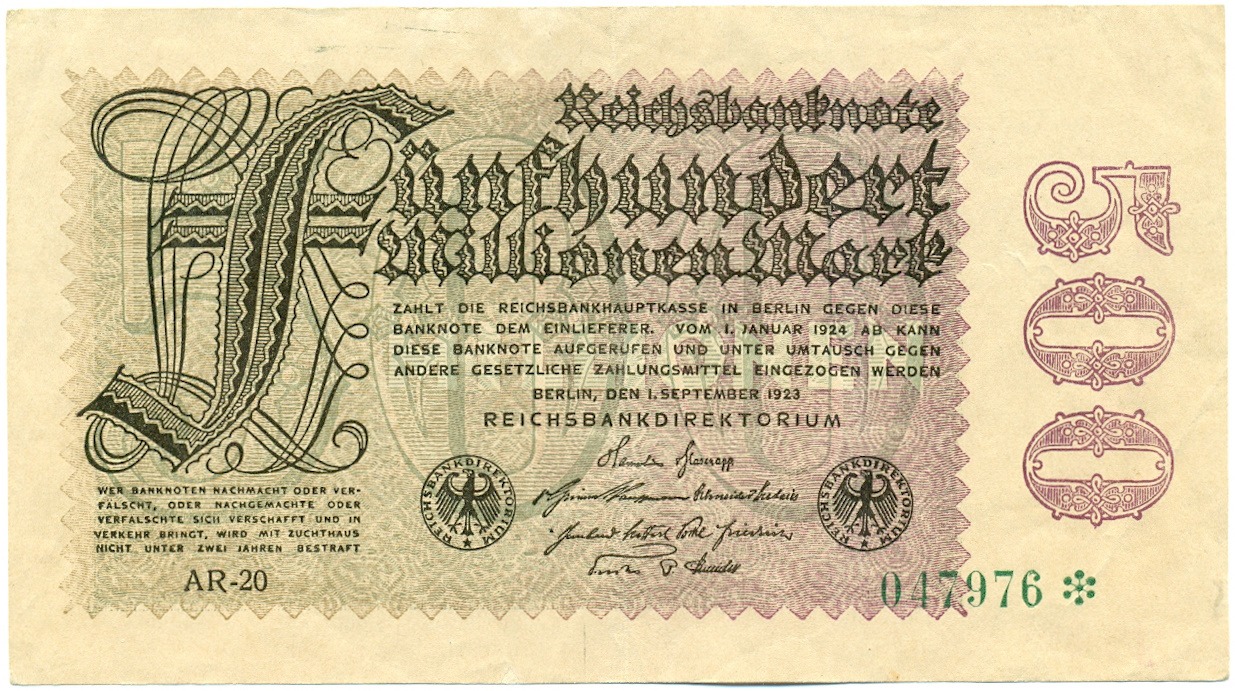 Reichsbanknote
Fünfhundert
Millionen Mark
ZAHLT DIE REICHSBANKHAUPTKASSE IN BERLIN GEGEN DIESE
BANKNOTE DEM EINLIEFERER. VOM 1. JANUAR 1924 AB KANN
DIESE BANKNOTE AUFGERUFEN UND UNTER UMTAUSCH GEGEN
ANDERE GESETZLICHE ZAHLUNGSMITTEL EINGEZOGEN WERDEN
BERLIN, DEN 1. SEPTEMBER 1923
REICHSBANKDIREKTORIUM
REICHSBANKDIREKTORIUM
REICHSBANKDIREKTORIUM
WER BANKNOTEN NACHMACHT ODER VER-
FÄLSCHT, ODER NACHGEMACHTE ODER
VERFÄLSCHTE SICH VERSCHAFFT UND IN
VERKEHR BRINGT, WIRD MIT ZUCHTHAUS
NICHT UNTER ZWEI JAHREN BESTRAFT
AR-20
500
047976 ✼